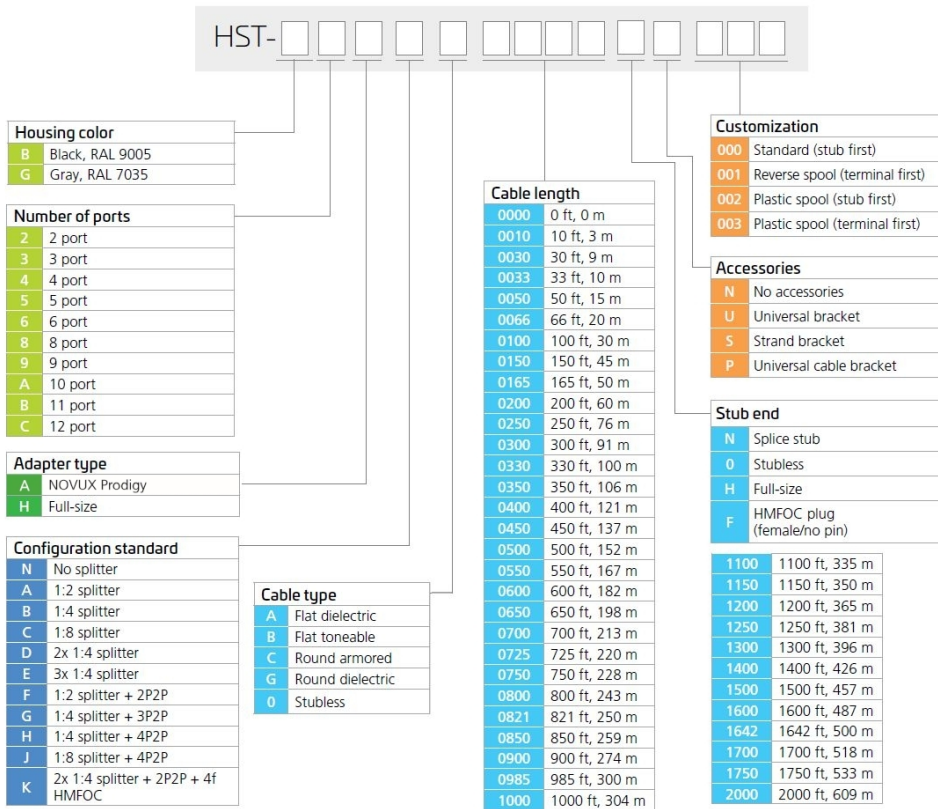 HST-
Housing color
B Black, RAL 9005
G Gray, RAL 7035
Number of ports
2 2 port
3 3 port
4 4 port
5 5 port
6 6 port
8 8 port
9 9 port
A 10 port
B 11 port
C 12 port
Adapter type
A NOVUX Prodigy
H Full-size
Configuration standard
N No splitter
A 1:2 splitter
B 1:4 splitter
C 1:8 splitter
D 2x 1:4 splitter
E 3x 1:4 splitter
F 1:2 splitter + 2P2P
G 1:4 splitter + 3P2P
H 1:4 splitter + 4P2P
J 1:8 splitter + 4P2P
K 2x 1:4 splitter + 2P2P + 4f
HMFOC
Cable type
A Flat dielectric
B Flat toneable
C Round armored
G Round dielectric
0 Stubless
Cable length
0000 0 ft, 0 m
0010 10 ft, 3 m
0030 30 ft, 9 m
0033 33 ft, 10 m
0050 50 ft, 15 m
0066 66 ft, 20 m
0100 100 ft, 30 m
0150 150 ft, 45 m
0165 165 ft, 50 m
0200 200 ft, 60 m
0250 250 ft, 76 m
0300 300 ft, 91 m
0330 330 ft, 100 m
0350 350 ft, 106 m
0400 400 ft, 121 m
0450 450 ft, 137 m
0500 500 ft, 152 m
0550 550 ft, 167 m
0600 600 ft, 182 m
0650 650 ft, 198 m
0700 700 ft, 213 m
0725 725 ft, 220 m
0750 750 ft, 228 m
0800 800 ft, 243 m
0821 821 ft, 250 m
0850 850 ft, 259 m
0900 900 ft, 274 m
0985 985 ft, 300 m
1000 1000 ft, 304 m
1100 1100 ft, 335 m
1150 1150 ft, 350 m
1200 1200 ft, 365 m
1250 1250 ft, 381 m
1300 1300 ft, 396 m
1400 1400 ft, 426 m
1500 1500 ft, 457 m
1600 1600 ft, 487 m
1642 1642 ft, 500 m
1700 1700 ft, 518 m
1750 1750 ft, 533 m
2000 2000 ft, 609 m
Stub end
N Splice stub
0 Stubless
H Full-size
F HMFOC plug
(female/no pin)
Accessories
N No accessories
U Universal bracket
S Strand bracket
P Universal cable bracket
Customization
000 Standard (stub first)
001 Reverse spool (terminal first)
002 Plastic spool (stub first)
003 Plastic spool (terminal first)